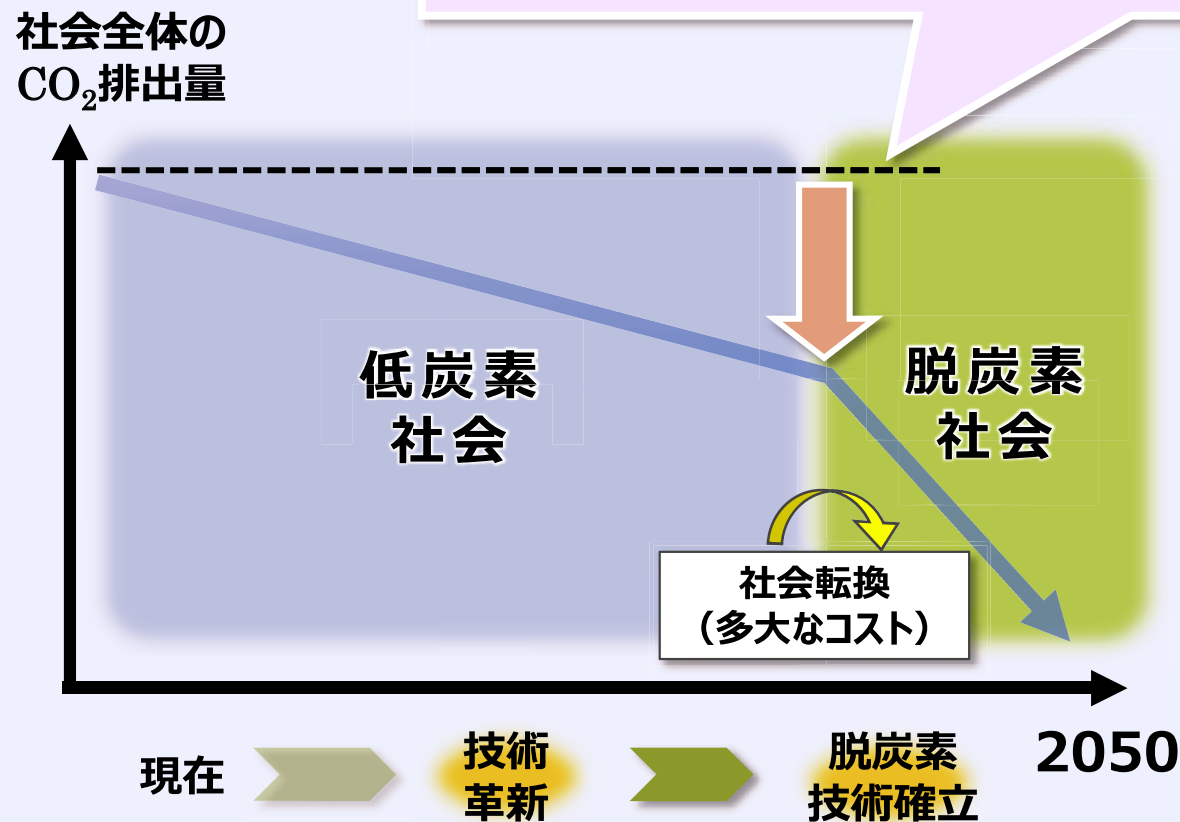 社会全体の
CO₂排出量
低炭素
社会
脱炭素
社会
社会転換
（多大なコスト）
現在
技術
革新
脱炭素
技術確立
2050